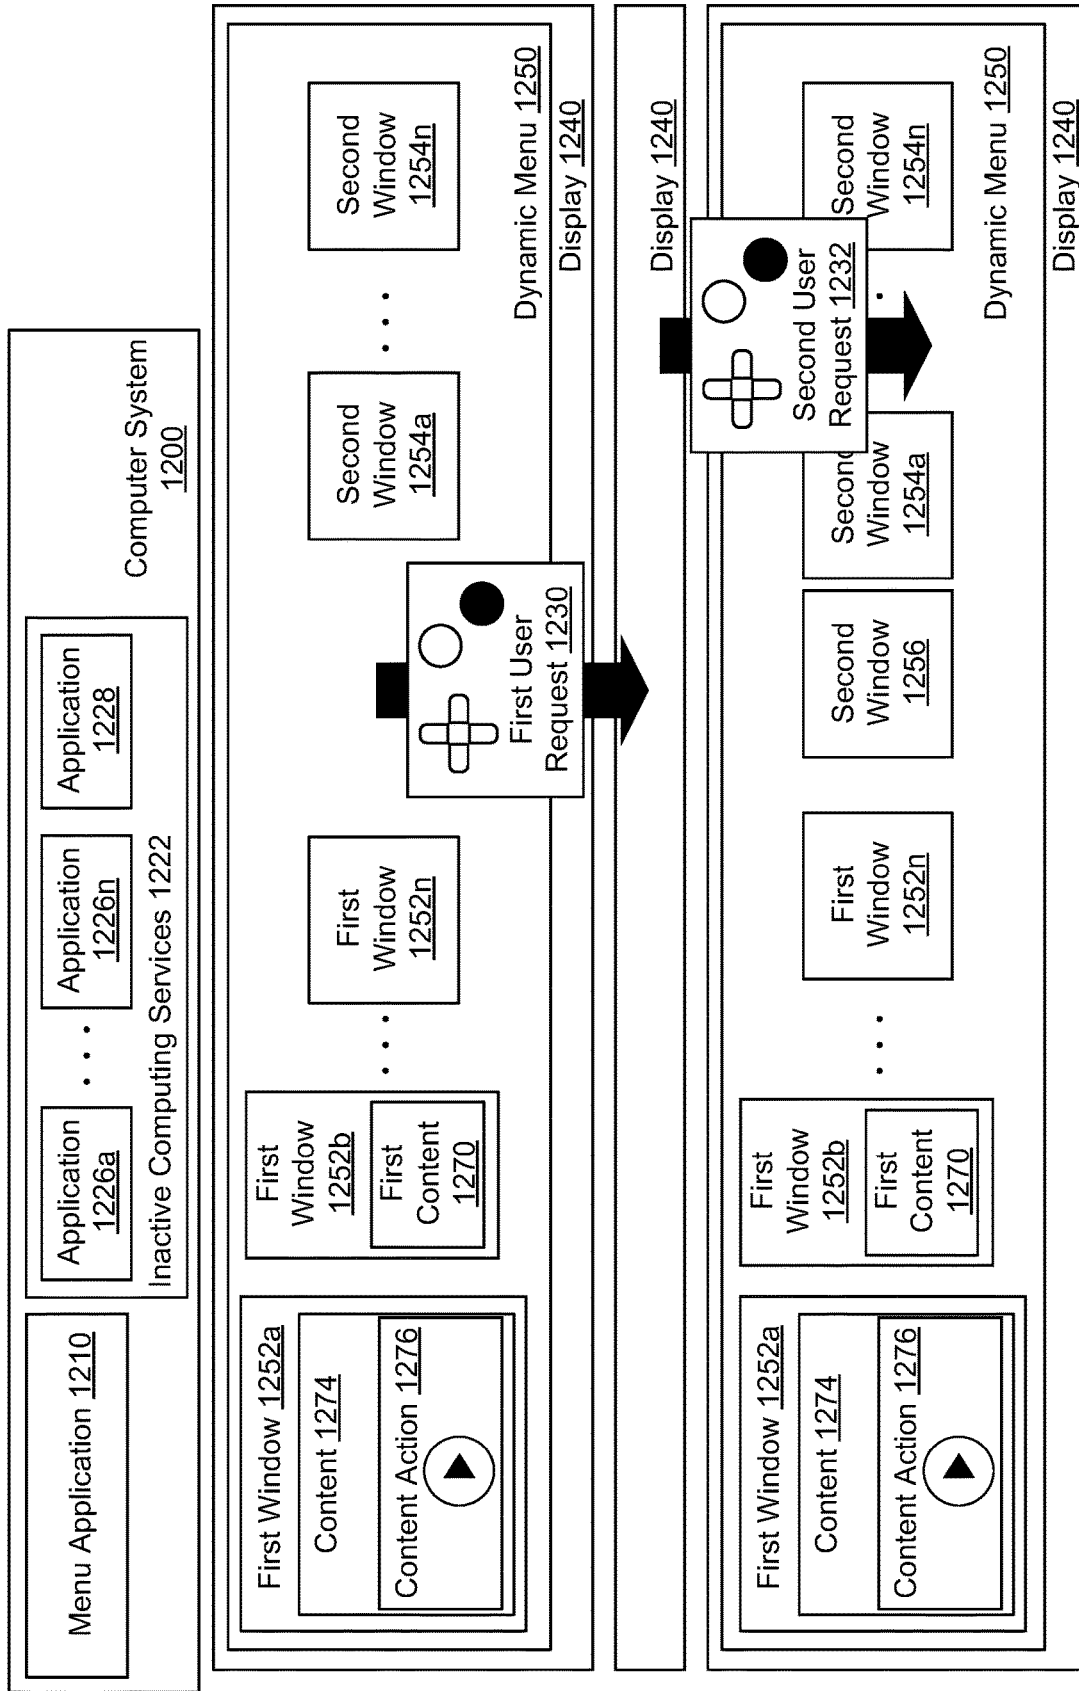 Menu Application 1210
Application
1226a
. . .
Application
1226n
Application
1228
Inactive Computing Services 1222
Computer System
1200
First Window 1252a
Content 1274
Content Action 1276
First
Window
1252b
First
Content
1270
. . .
First
Window
1252n
First User
Request 1230
Second
Window
1254a
. . .
Second
Window
1254n
Dynamic Menu 1250
Display 1240
Display 1240
First Window 1252a
Content 1274
Content Action 1276
First
Window
1252b
First
Content
1270
. . .
First
Window
1252n
Second
Window
1256
Second
Window
1254a
Second User
Request 1232
.
Second
Window
1254n
Dynamic Menu 1250
Display 1240